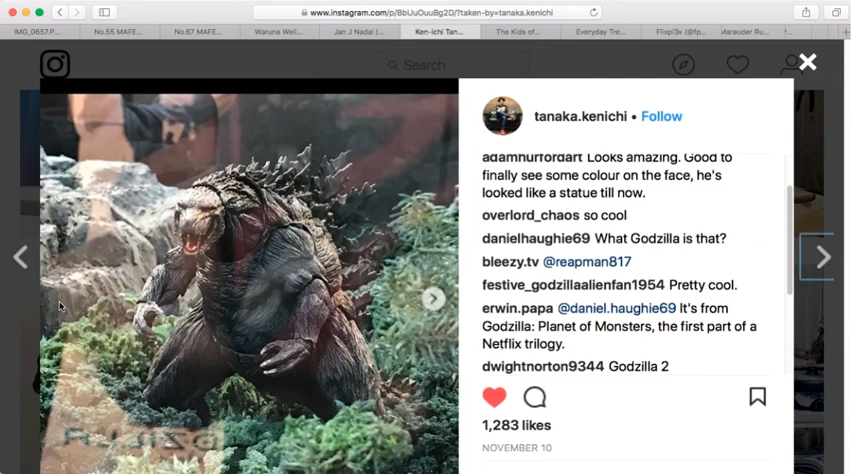 www.instagram.com/p/BbUuOuuBg2D/?taken-by=tanaka.kenichi
IMG_0657.P...
No.55 MAFE...
No.67 MAFE...
Waruna Weil...
Jan J Nada! (...
Ken-ichi Tan...
The Kids of...
Everyday Tre...
Flixpl3x (@fp...
Marauder Ru...
Search
tanaka.kenichi • Follow
adamhurfordart Looks amazing. Good to
finally see some colour on the face, he's
looked like a statue till now.
overlord_chaos so cool
danielhaughie69 What Godzilla is that?
bleezy.tv @reapman817
festive_godzillaalienfan1954 Pretty cool.
erwin.papa @daniel.haughie69 It's from
Godzilla: Planet of Monsters, the first part of a
Netflix trilogy.
dwightnorton9344 Godzilla 2
1,283 likes
NOVEMBER 10